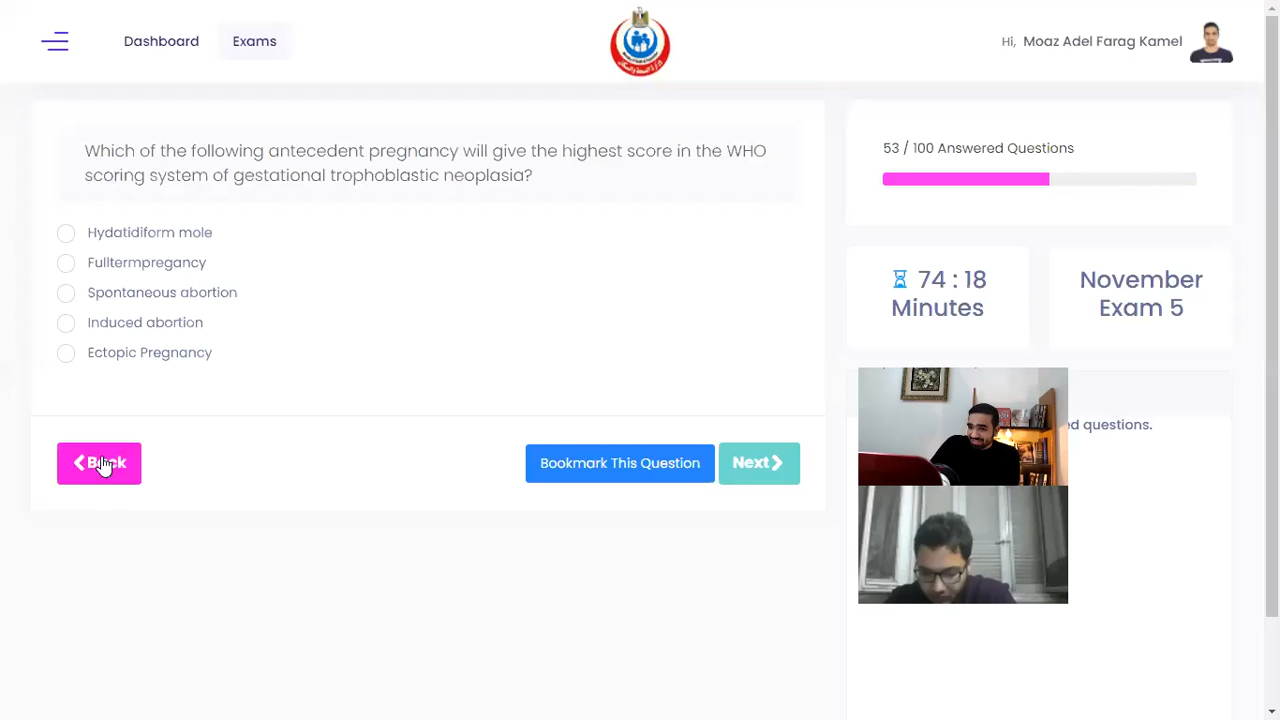 Dashboard
Exams
Hi, Moaz Adel Farag Kamel
Which of the following antecedent pregnancy will give the highest score in the WHO
scoring system of gestational trophoblastic neoplasia?
Hydatidiform mole
Fulltermpregancy
Spontaneous abortion
Induced abortion
Ectopic Pregnancy
Back
Bookmark This Question
Next
53 / 100 Answered Questions
74 : 18
Minutes
November
Exam 5
ed questions.